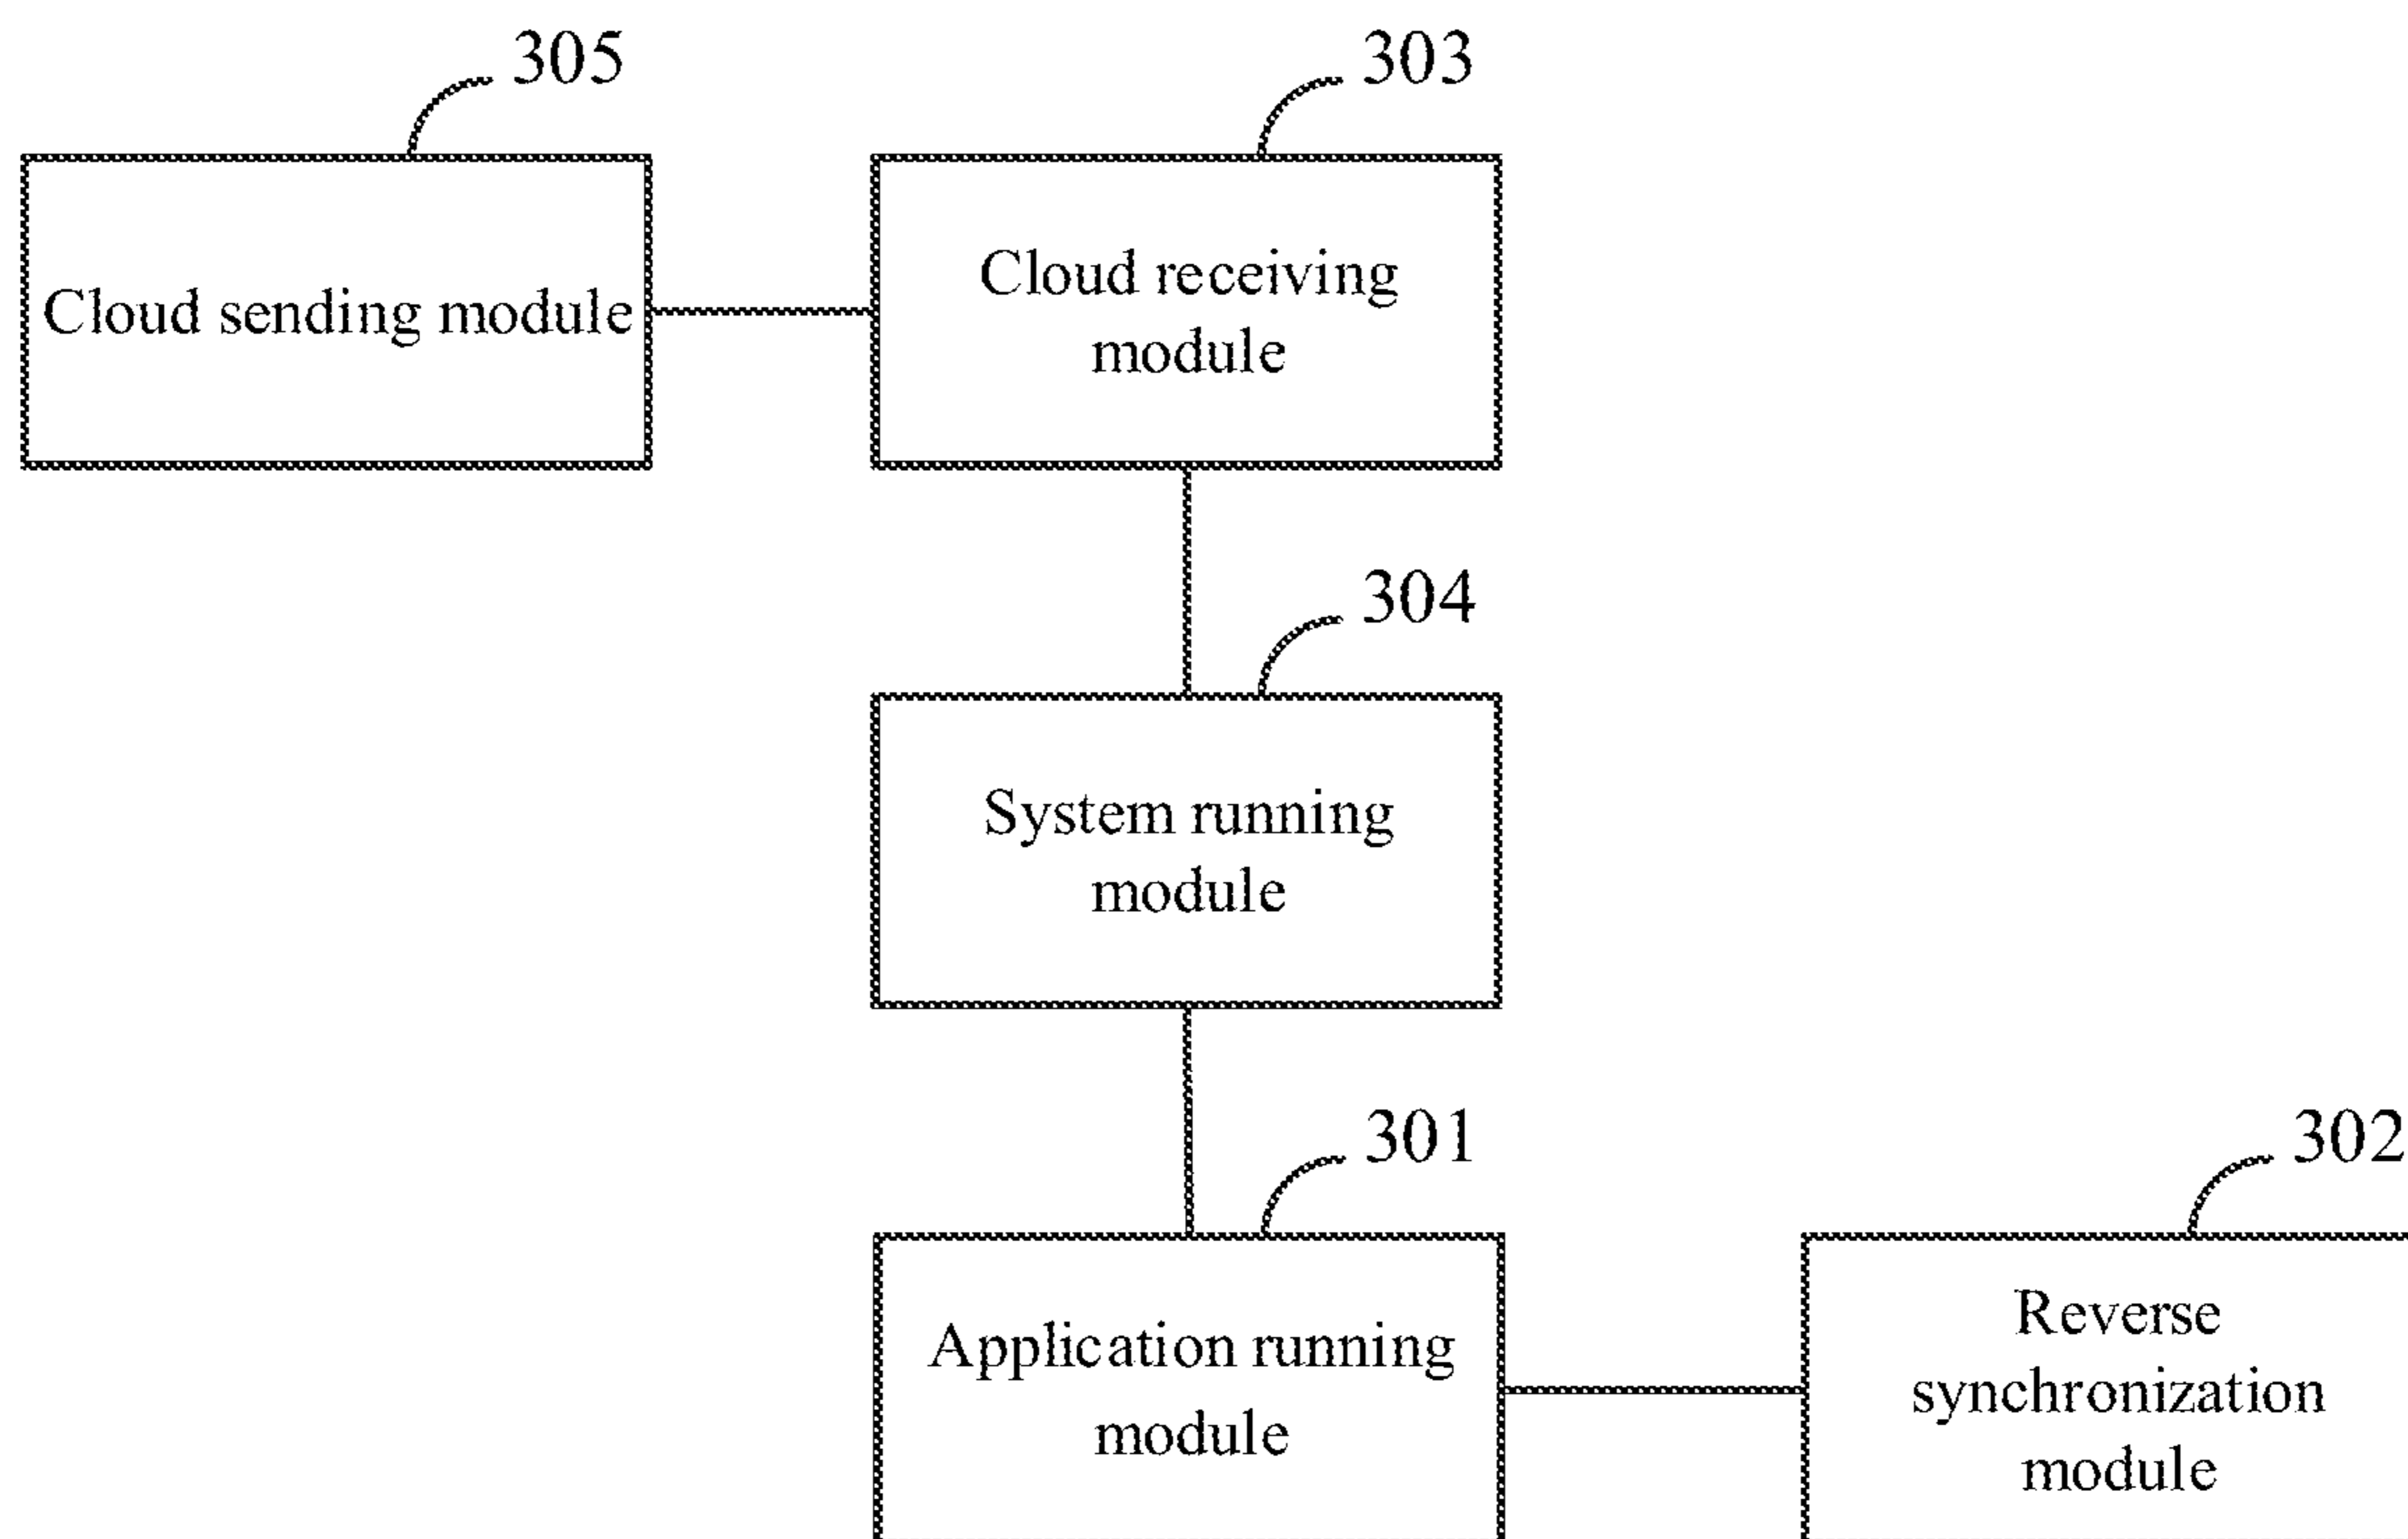 305
303
Cloud sending module
Cloud receiving
module
304
System running
module
301
302
Application running
module
Reverse
synchronization
module